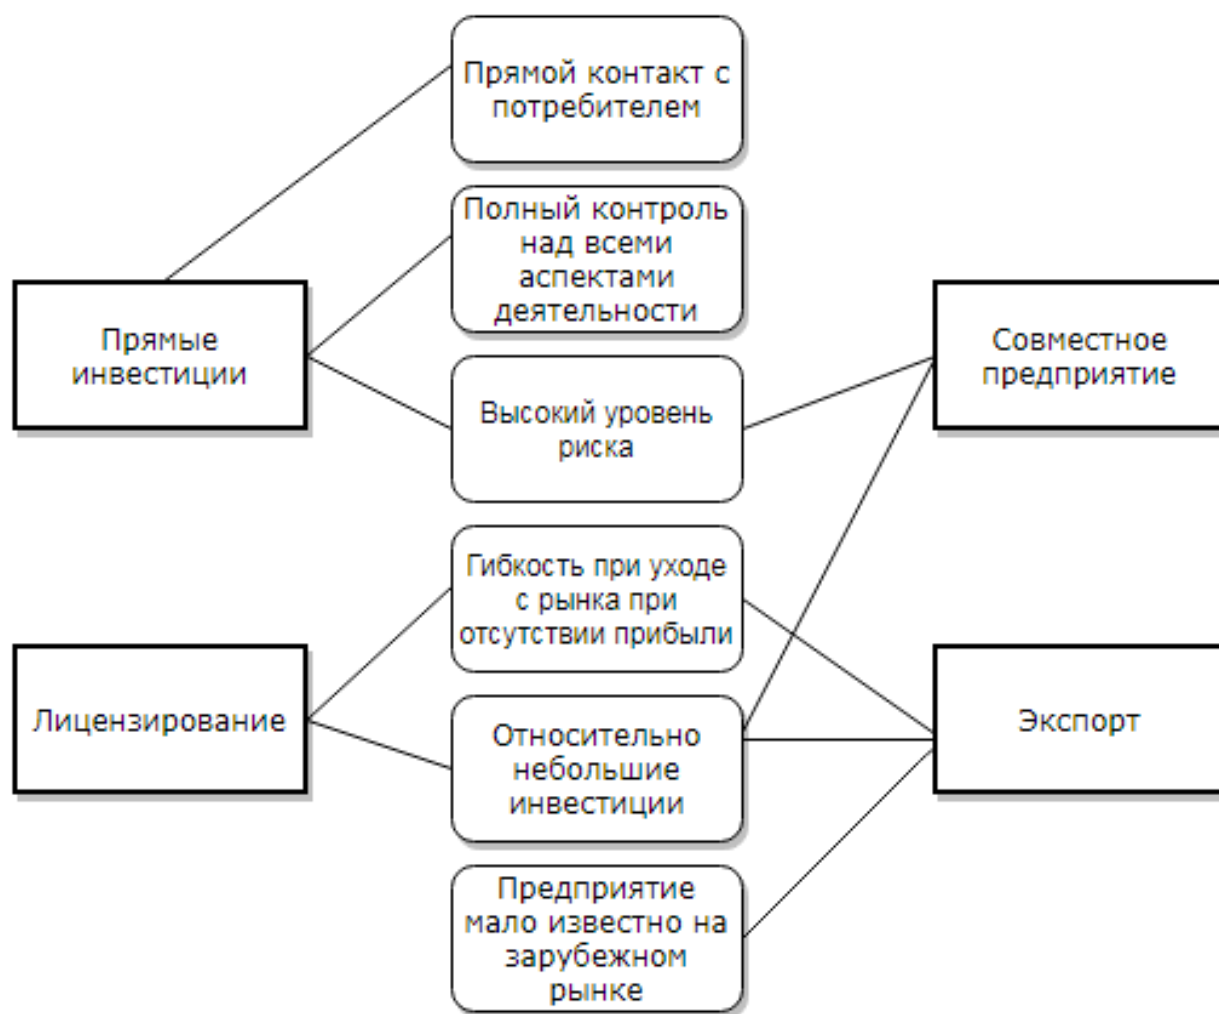 Прямой контакт с
потребителем
Полный контроль
над всеми
аспектами
деятельности
Прямые
инвестиции
Совместное
предприятие
Высокий уровень
риска
Гибкость при уходе
с рынка при
отсутствии прибыли
Лицензирование
Относительно
небольшие
инвестиции
Экспорт
Предприятие
мало известно на
зарубежном
рынке